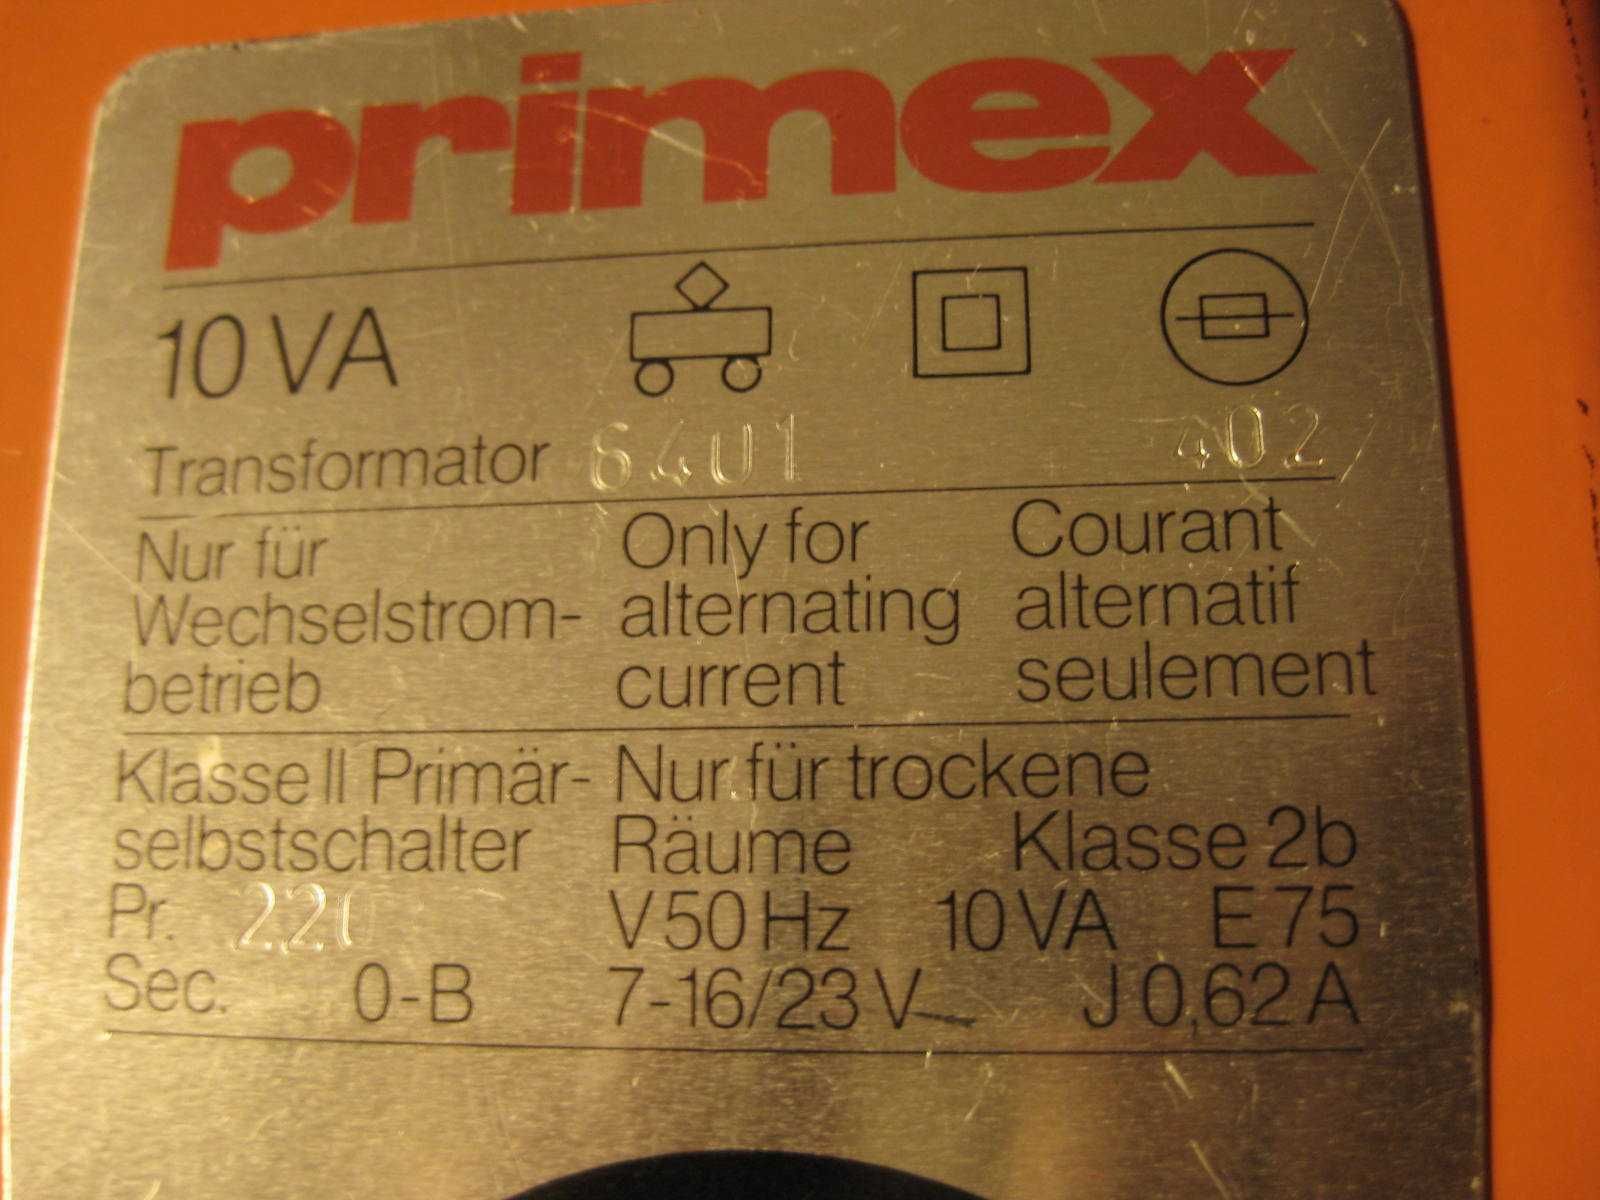 primex
10 VA
Transformator 6401 402
Nur für Only for Courant
Wechselstrom- alternating alternatif
betrieb current seulement
Klasse II Primär- Nur für trockene
selbstschalter Räume Klasse 2b
Pr. 220 V 50 Hz 10 VA E 75
Sec. 0-B 7-16/23 V~ J 0,62 A